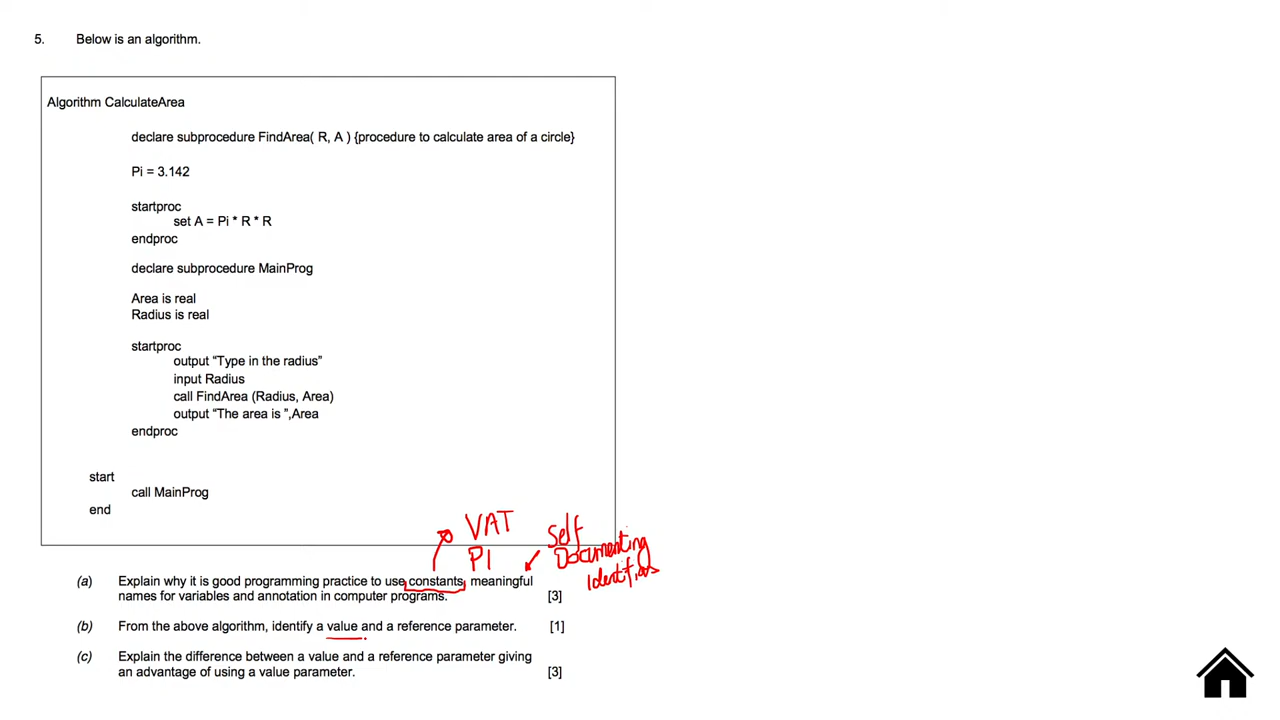 5. Below is an algorithm.
Algorithm CalculateArea
declare subprocedure FindArea( R, A ) {procedure to calculate area of a circle}
Pi = 3.142
startproc
set A = Pi * R * R
endproc
declare subprocedure MainProg
Area is real
Radius is real
startproc
output “Type in the radius”
input Radius
call FindArea (Radius, Area)
output “The area is ”,Area
endproc
start
call MainProg
end
VAT
PI
Self
Documenting
Identifiers
(a) Explain why it is good programming practice to use constants, meaningful
names for variables and annotation in computer programs. [3]
(b) From the above algorithm, identify a value and a reference parameter. [1]
(c) Explain the difference between a value and a reference parameter giving
an advantage of using a value parameter. [3]